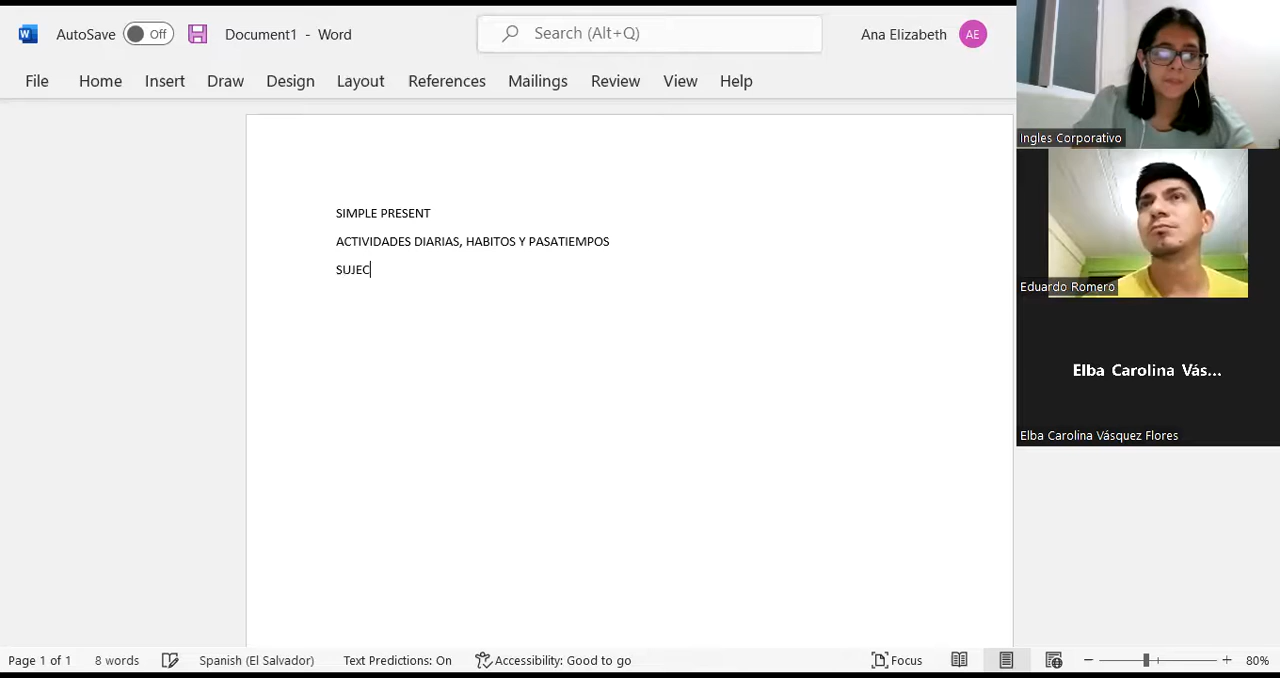 AutoSave Off Document1 - Word Search (Alt+Q) Ana Elizabeth AE
File Home Insert Draw Design Layout References Mailings Review View Help
SIMPLE PRESENT
ACTIVIDADES DIARIAS, HABITOS Y PASATIEMPOS
SUJEC
Ingles Corporativo
Eduardo Romero
Elba Carolina Vás...
Elba Carolina Vásquez Flores
Page 1 of 1 8 words Spanish (El Salvador) Text Predictions: On Accessibility: Good to go Focus 80%